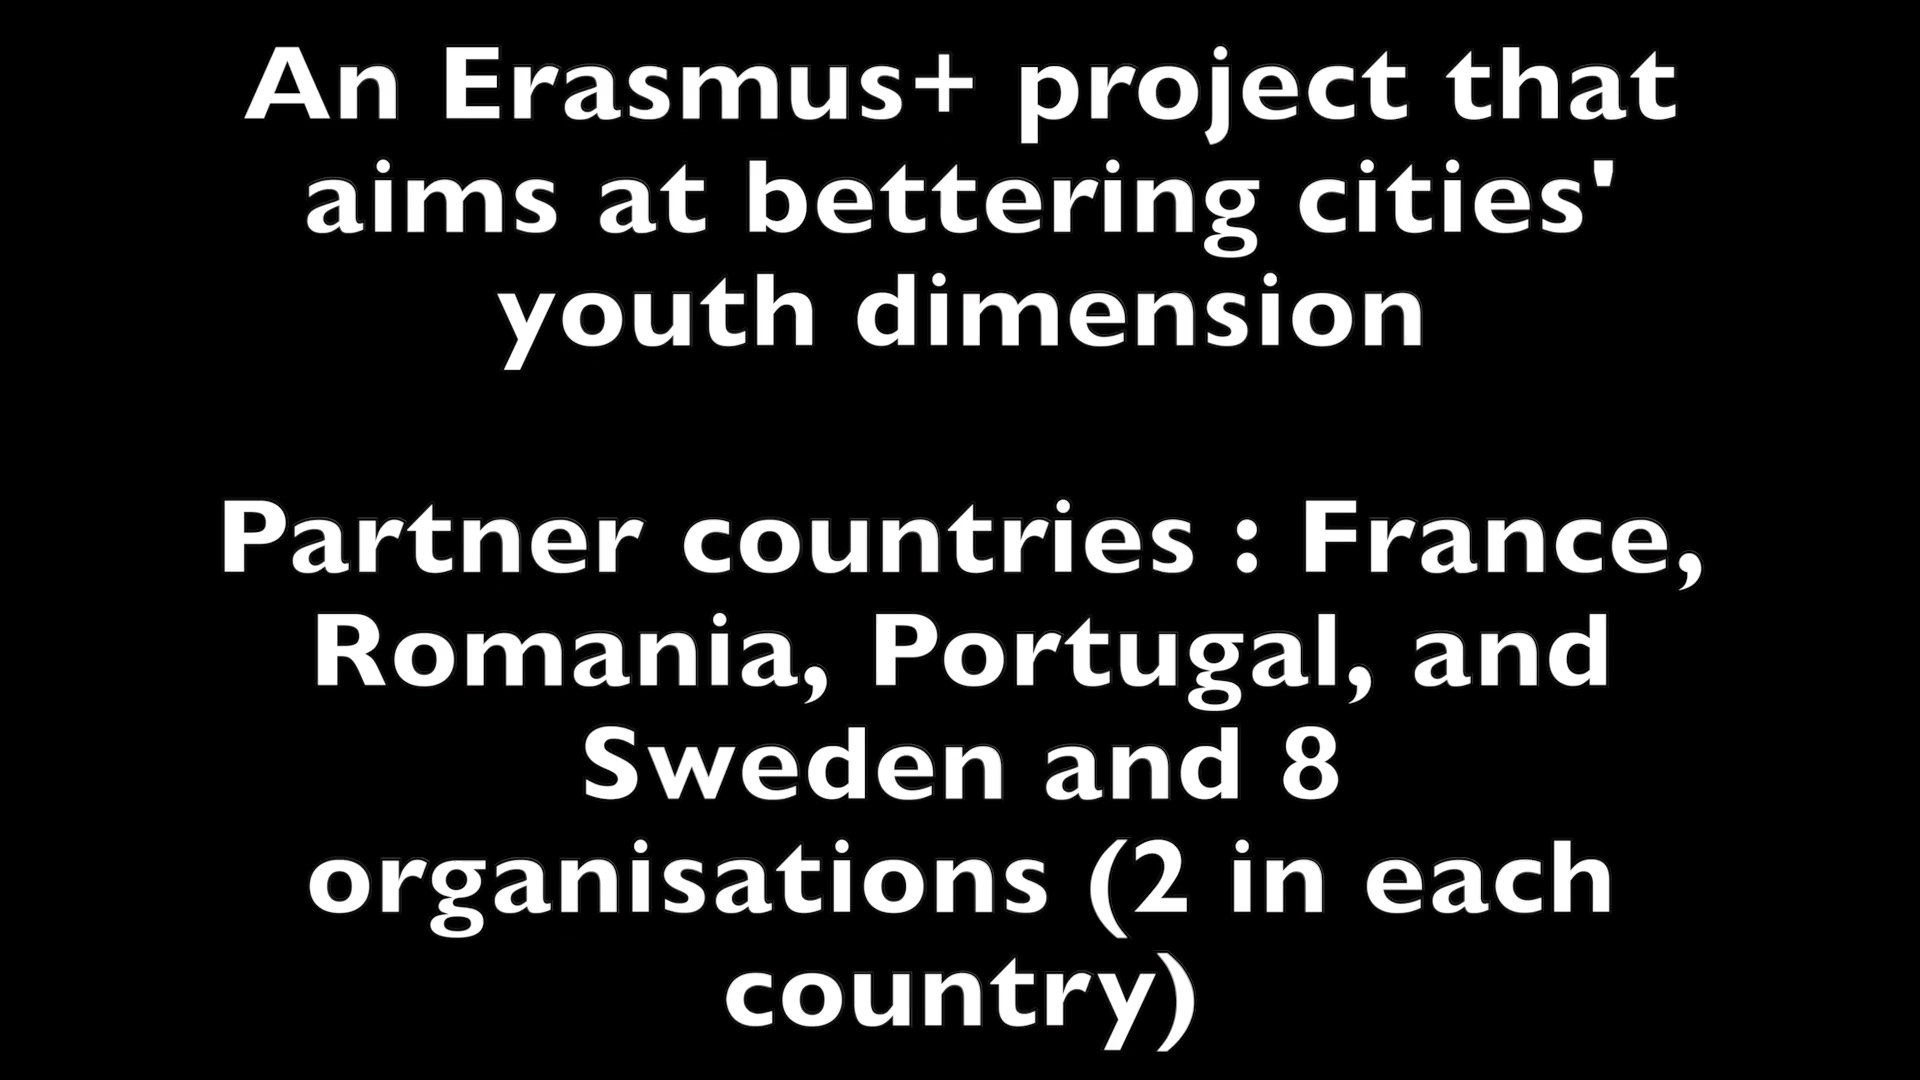 An Erasmus+ project that
aims at bettering cities'
youth dimension
Partner countries : France,
Romania, Portugal, and
Sweden and 8
organisations (2 in each
country)